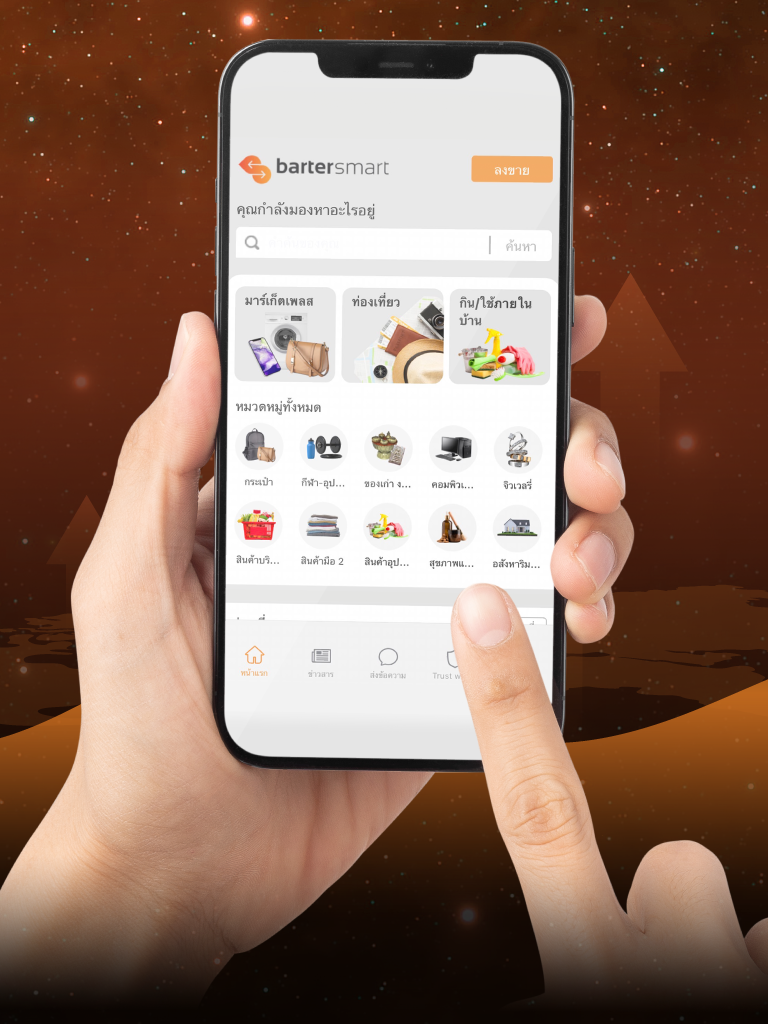 bartersmart
ลงขาย
คุณกำลังมองหาอะไรอยู่
ค้นหา
มาร์เก็ตเพลส
ท่องเที่ยว
กิน/ใช้ภายใน
บ้าน
หมวดหมู่ทั้งหมด
กระเป๋า
กีฬา-อุป...
ของเก่า ง...
คอมพิวเ...
จิวเวลรี่
สินค้าบริ...
สินค้ามือ 2
สินค้าอุป...
สุขภาพแ...
อสังหาริม...
หน้าแรก
ข่าวสาร
ส่งข้อความ
Trust w